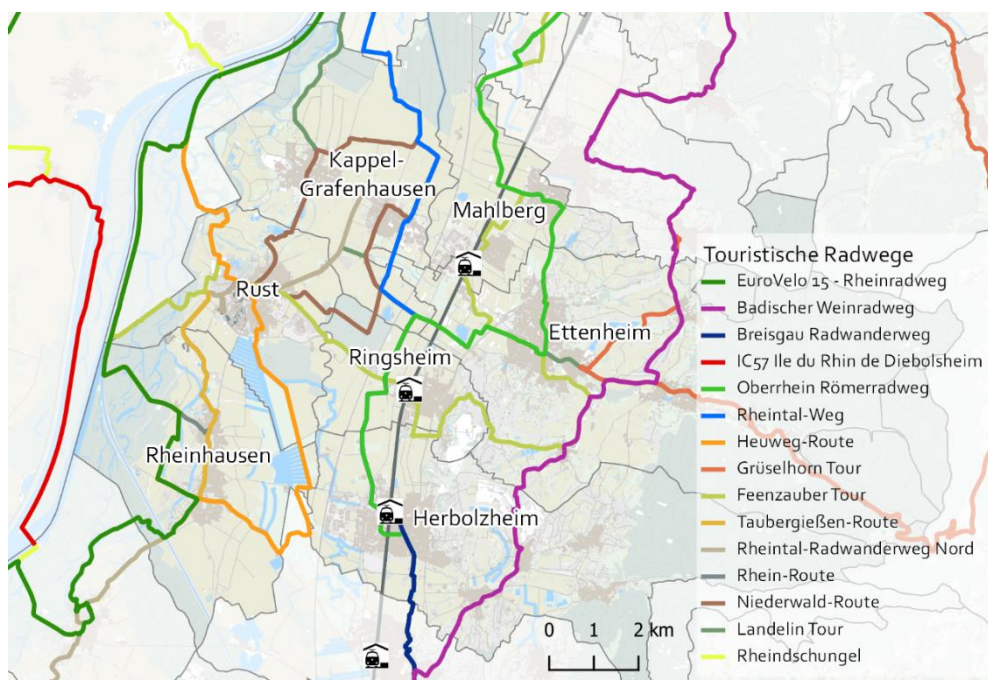 Kappel-
Grafenhausen
Mahlberg
Rust
Ettenheim
Ringsheim
Rheinhausen
Herbolzheim
Touristische Radwege
EuroVelo 15 - Rheinradweg
Badischer Weinradweg
Breisgau Radwanderweg
IC57 Ile du Rhin de Diebolsheim
Oberrhein Römerradweg
Rheintal-Weg
Heuweg-Route
Grüselhorn Tour
Feenzauber Tour
Taubergießen-Route
Rheintal-Radwanderweg Nord
Rhein-Route
Niederwald-Route
Landelin Tour
Rheindschungel
0 1 2 km